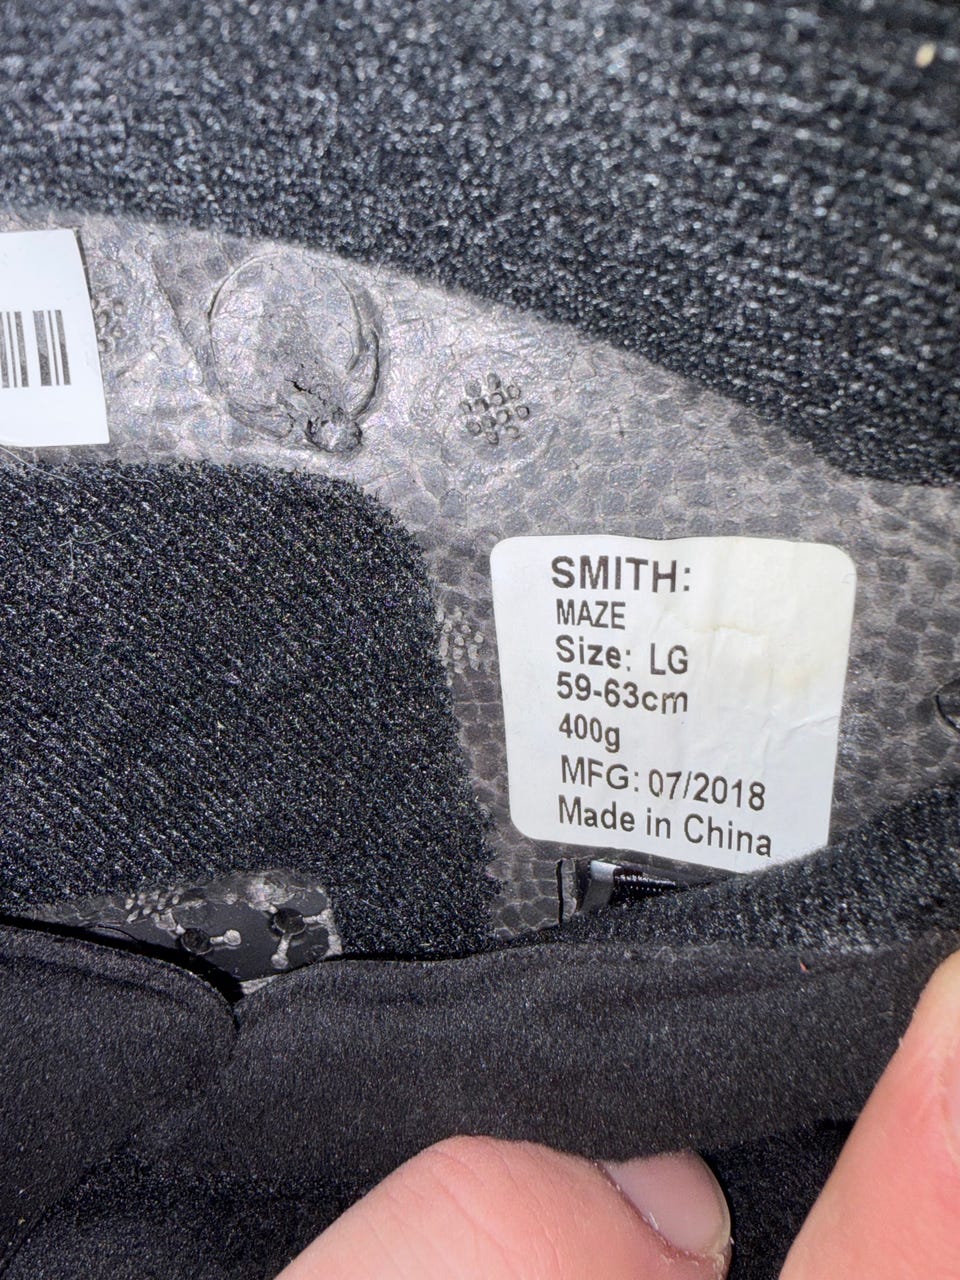 SMITH:
MAZE
Size: LG
59-63cm
400g
MFG: 07/2018
Made in China